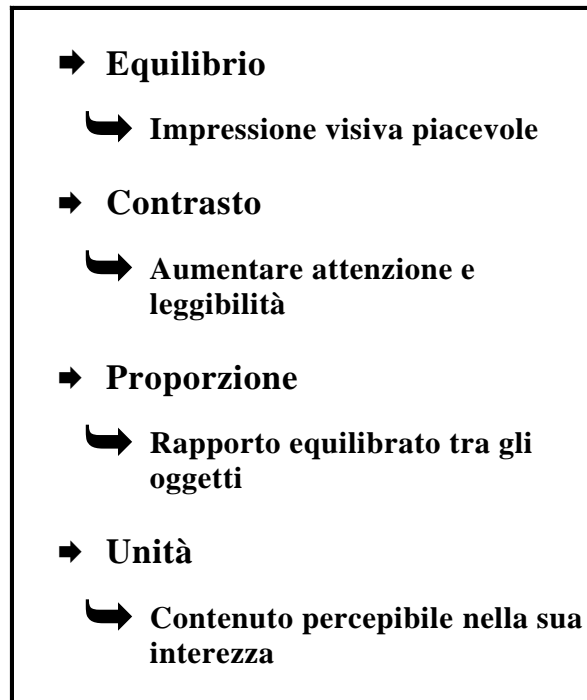 Equilibrio
Impressione visiva piacevole
Contrasto
Aumentare attenzione e
leggibilità
Proporzione
Rapporto equilibrato tra gli
oggetti
Unità
Contenuto percepibile nella sua
interezza